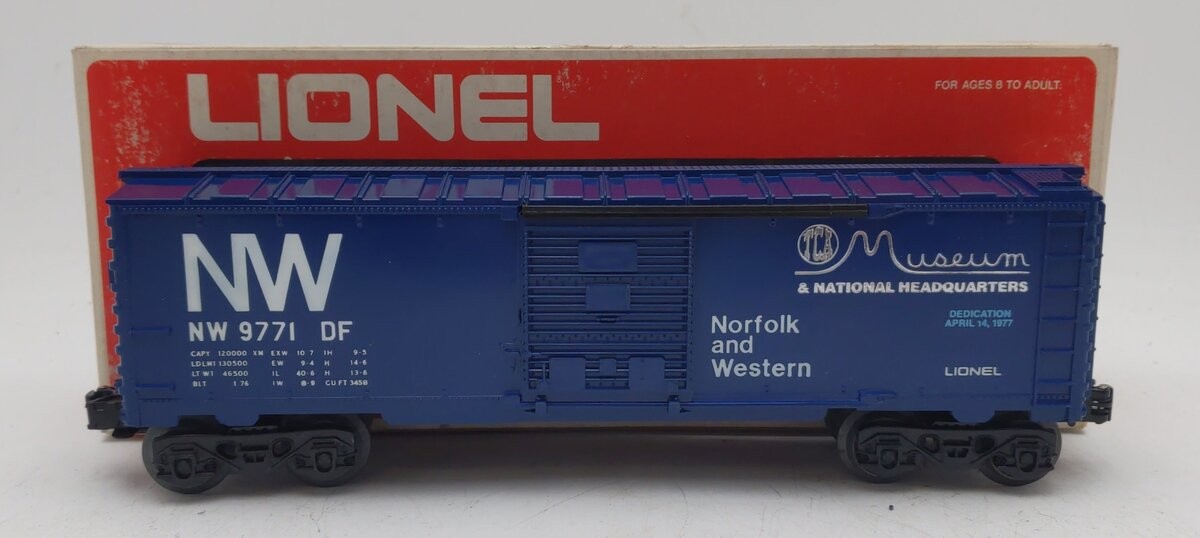 LIONEL
FOR AGES 8 TO ADULT.
NW
NW 9771 DF
CAPY 120000 XM EXW 10 7 IH 9-5
LD LWT 130500 EW 9-4 H 14-6
LT WT 46500 IL 40-6 H 13-6
BLT 1 76 IW 8-9 CU FT 3458
TCA Museum
& NATIONAL HEADQUARTERS
DEDICATION
APRIL 14, 1977
Norfolk
and
Western
LIONEL